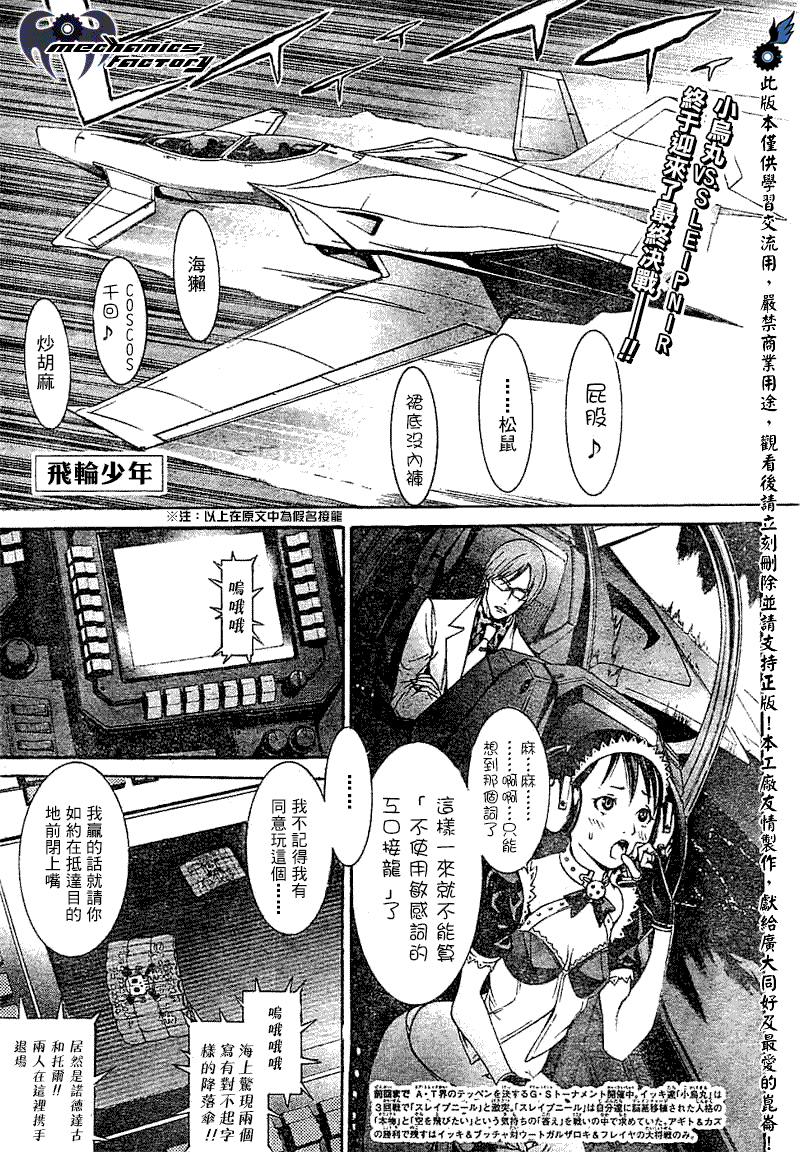 mechanics
factory
小烏丸VS.SLEIPNIR
終于迎來了最終決戰——!!
屁股♪
……
松鼠
裙底沒內褲
海獺
COSCOS
千回♪
炒胡麻
飛輪少年
※注：以上在原文中為假名接龍
麻……麻……
……啊啊…只能
想到那個詞了
這樣一來就不能算
「不使用敏感詞的
互口接龍」了
嗚哦哦
……
我不記得我有
同意玩這個……
我贏的話就請你
如約在抵達目的
地前閉上嘴
嗚哦哦哦
海上驚現兩個
寫有對不起字
樣的降落傘!!
居然是諾德達古
和托爾!!
兩人在這裡携手
退場
前回まで A・T界のテッペンを決するG・Sトーナメント開催中。イッキ達「小烏丸」は
3回戦で「スレイプニール」と激突。「スレイプニール」は自分達に脳基移植された人格の
「本物」と「空を飛びたい」という気持ちの「答え」を戦いの中で求めていた。アギト＆カズ
の勝利で残すはイッキ＆ブッチャ対ウートガルザロキ＆フレイヤの大将戦のみ。
此版本僅供學習交流用，嚴禁商業用途，觀看後請立刻刪除並請支持正版！本工廠友情製作，獻給廣大同好及最愛的崑崙！